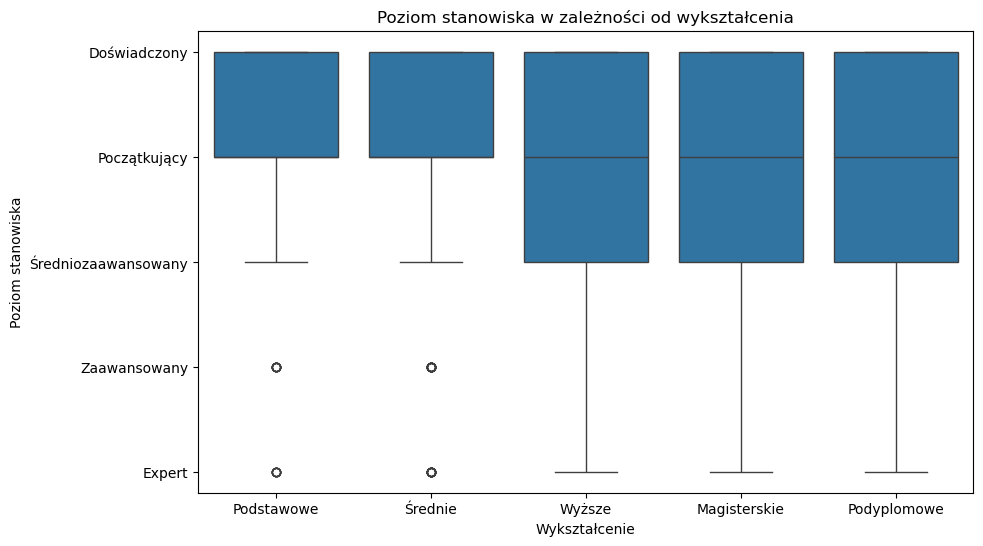 Poziom stanowiska w zależności od wykształcenia
Poziom stanowiska
Doświadczony
Początkujący
Średniozaawansowany
Zaawansowany
Expert
Podstawowe
Średnie
Wyższe
Magisterskie
Podyplomowe
Wykształcenie